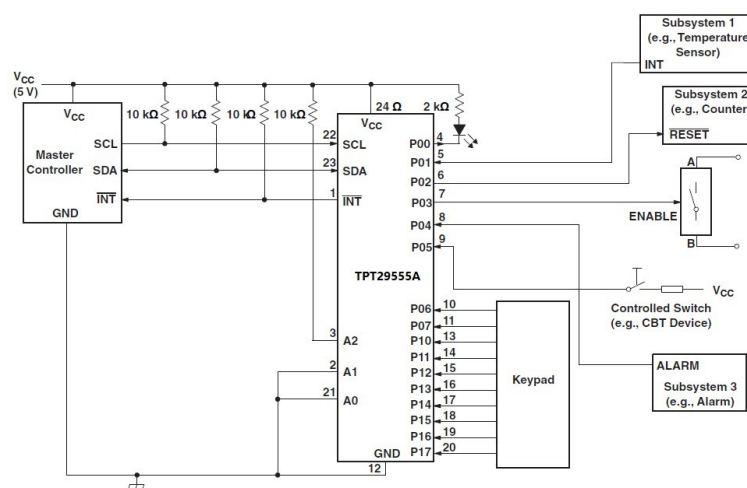 Subsystem 1
(e.g., Temperature
Sensor)
INT
Subsystem 2
(e.g., Counter)
RESET
VCC
(5 V)
VCC
10 kΩ 10 kΩ 10 kΩ 10 kΩ
24 Ω
2 kΩ
VCC
Master
Controller
SCL
SDA
INT
GND
22
SCL
23
SDA
1
INT
P00
4
P01
5
P02
6
P03
7
P04
8
P05
9
A
ENABLE
B
TPT29555A
VCC
Controlled Switch
(e.g., CBT Device)
3
A2
2
A1
21
A0
P06
10
P07
11
P10
13
P11
14
P12
15
P13
16
P14
17
P15
18
P16
19
P17
20
Keypad
ALARM
Subsystem 3
(e.g., Alarm)
GND
12